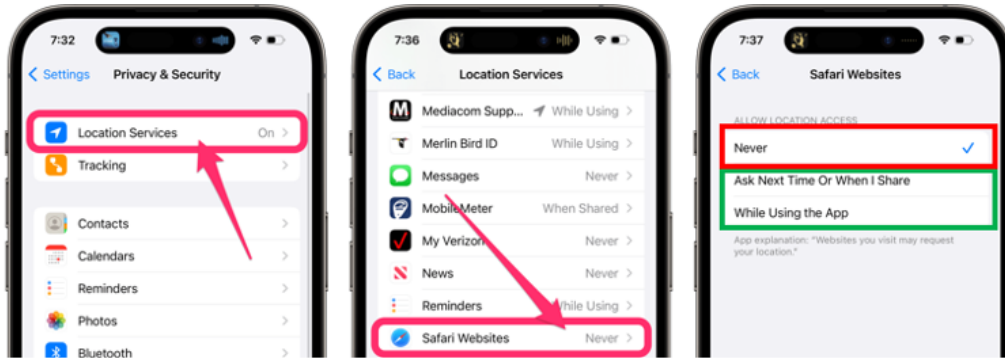 7:32
Settings
Privacy & Security
Location Services
On
Tracking
Contacts
Calendars
Reminders
Photos
Bluetooth
7:36
Back
Location Services
Mediacom Supp...
While Using
Merlin Bird ID
While Using
Messages
Never
MobileMeter
When Shared
My Verizon
Never
News
Never
Reminders
While Using
Safari Websites
Never
7:37
Back
Safari Websites
ALLOW LOCATION ACCESS
Never
Ask Next Time Or When I Share
While Using the App
App explanation: “Websites you visit may request
your location.”